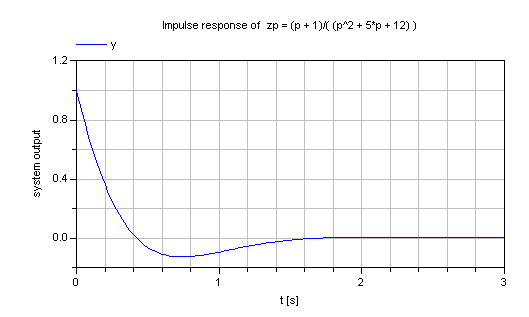 Impulse response of zp = (p + 1)/( (p^2 + 5*p + 12) )
y
1.2
0.8
0.4
0.0
system output
0 1 2 3
t [s]